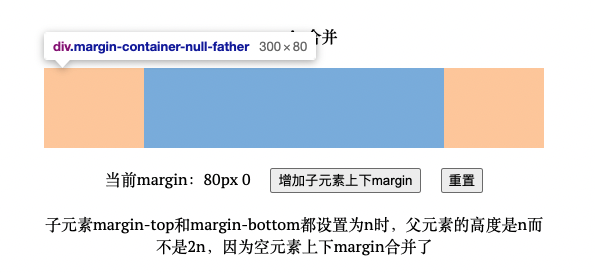 合并
div.margin-container-null-father 300 × 80
当前margin：80px 0 增加子元素上下margin 重置
子元素margin-top和margin-bottom都设置为n时，父元素的高度是n而
不是2n，因为空元素上下margin合并了